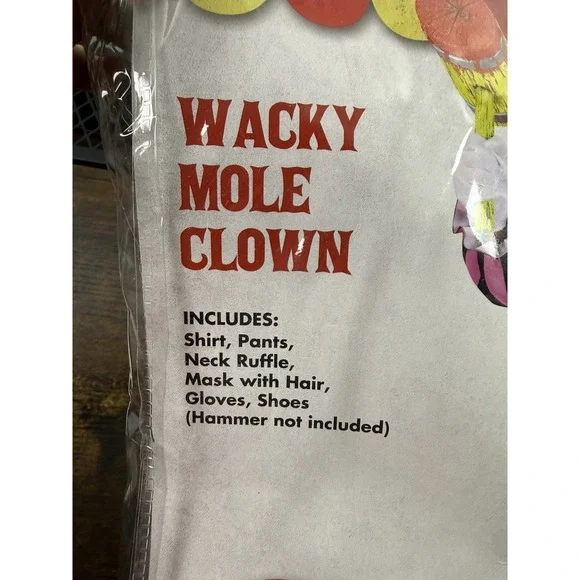 WACKY
MOLE
CLOWN
INCLUDES:
Shirt, Pants,
Neck Ruffle,
Mask with Hair,
Gloves, Shoes
(Hammer not included)